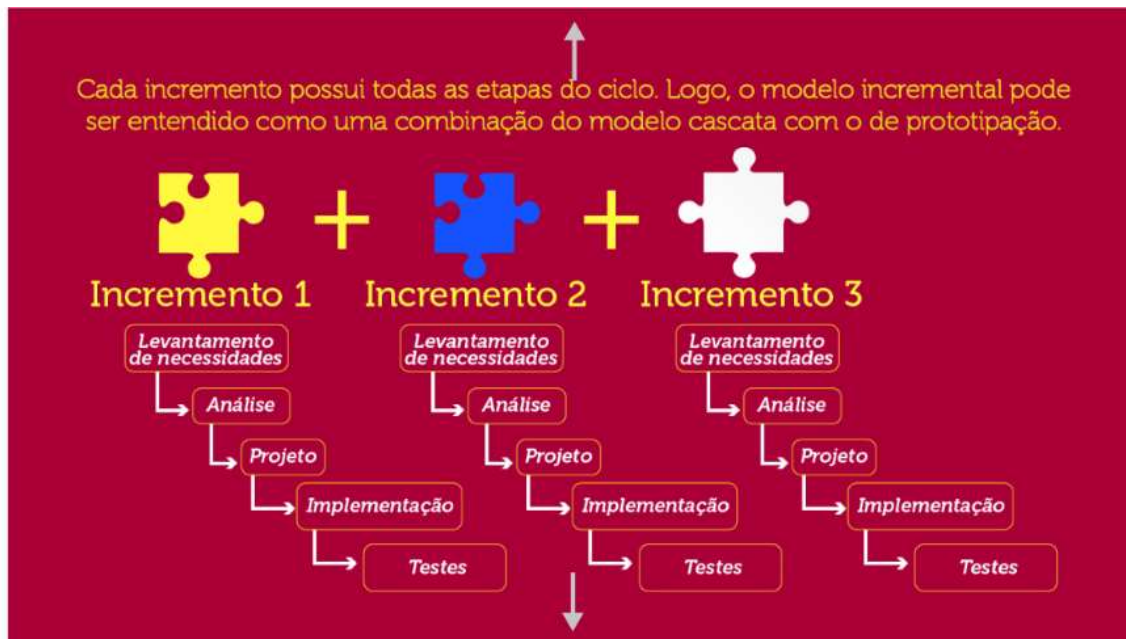 Cada incremento possui todas as etapas do ciclo. Logo, o modelo incremental pode
ser entendido como uma combinação do modelo cascata com o de prototipação.
Incremento 1
Levantamento
de necessidades
Análise
Projeto
Implementação
Testes
Incremento 2
Levantamento
de necessidades
Análise
Projeto
Implementação
Testes
Incremento 3
Levantamento
de necessidades
Análise
Projeto
Implementação
Testes